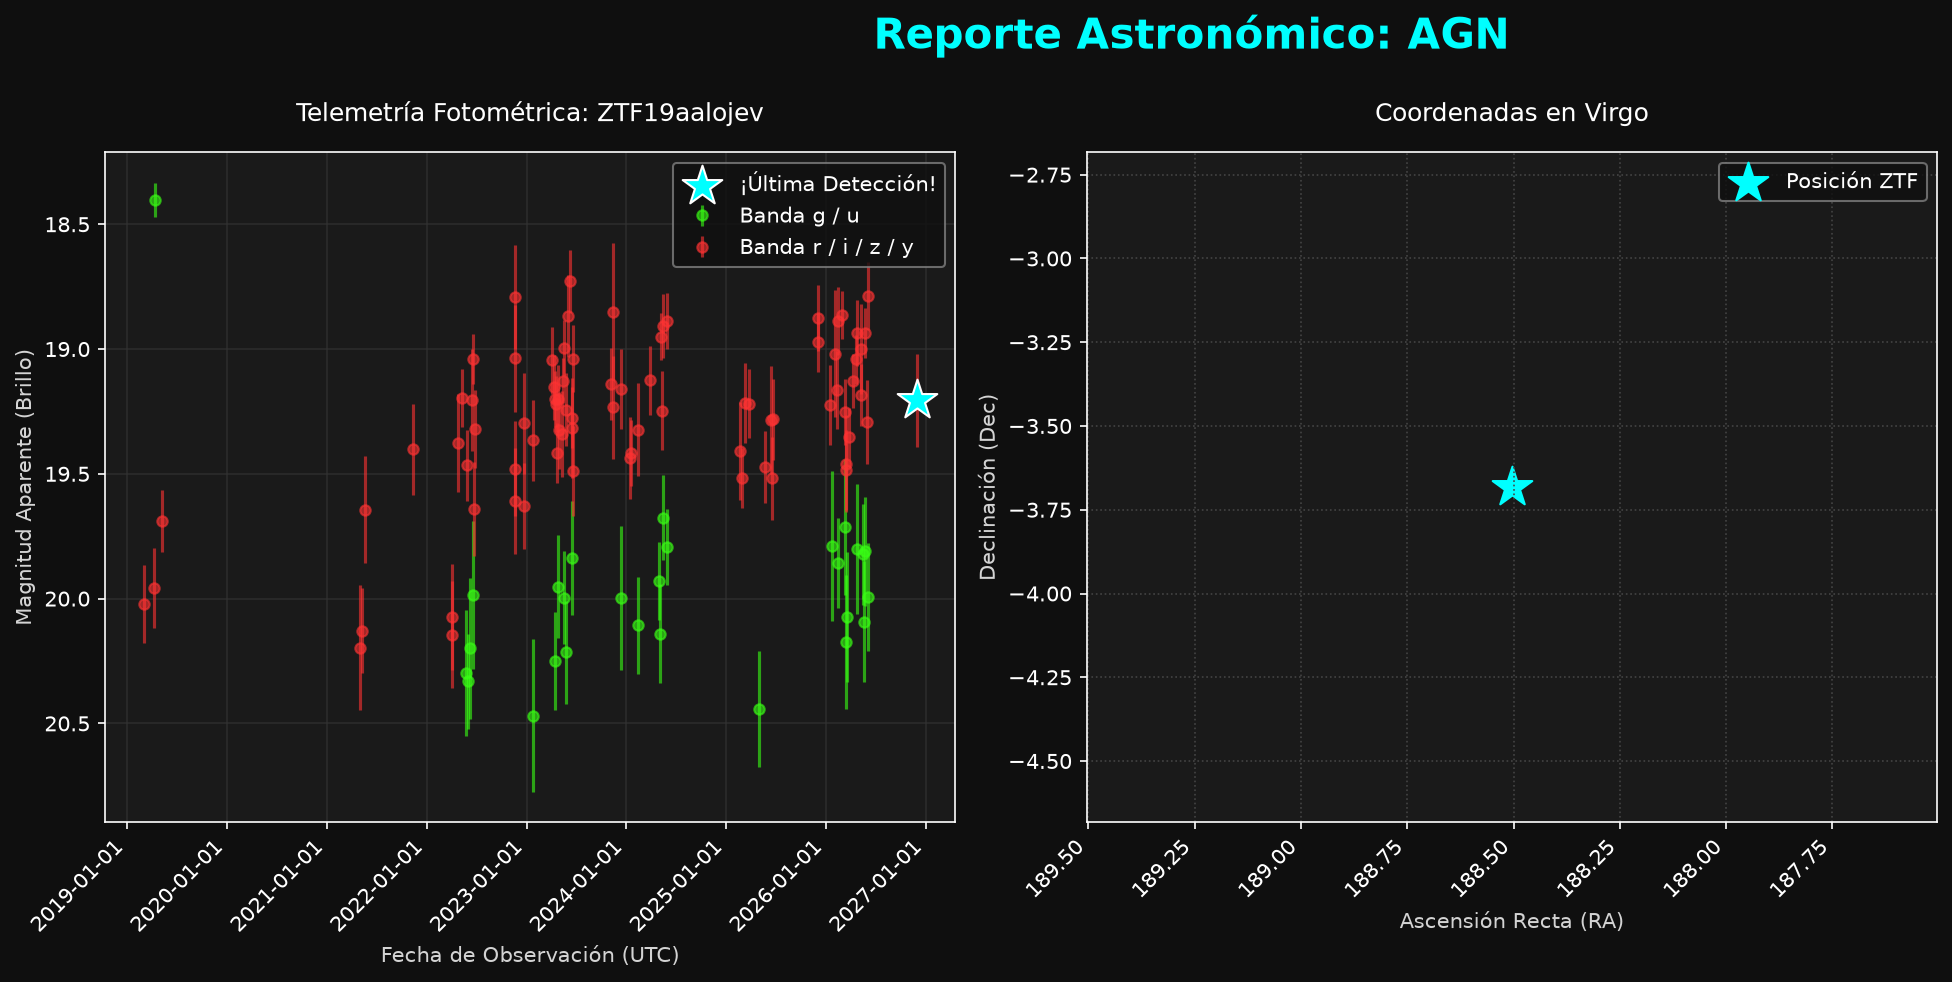 Reporte Astronómico: AGN
Telemetría Fotométrica: ZTF19aalojev
Magnitud Aparente (Brillo)
18.5
19.0
19.5
20.0
20.5
¡Última Detección!
Banda g / u
Banda r / i / z / y
2019-01-01
2020-01-01
2021-01-01
2022-01-01
2023-01-01
2024-01-01
2025-01-01
2026-01-01
2027-01-01
Fecha de Observación (UTC)
Coordenadas en Virgo
Declinación (Dec)
−2.75
−3.00
−3.25
−3.50
−3.75
−4.00
−4.25
−4.50
Posición ZTF
189.50
189.25
189.00
188.75
188.50
188.25
188.00
187.75
Ascensión Recta (RA)